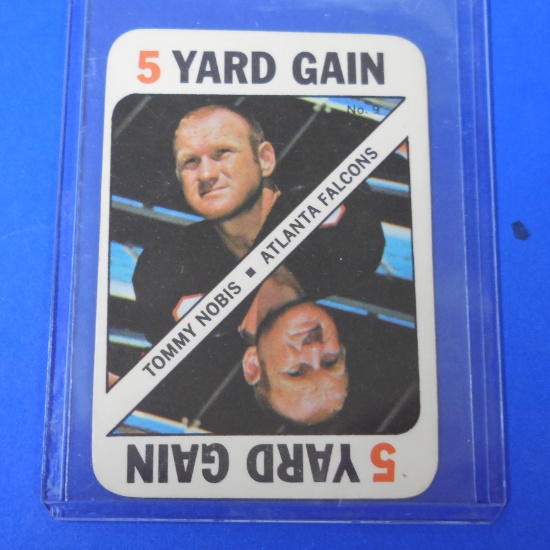 5 YARD GAIN
No. 9
TOMMY NOBIS ■ ATLANTA FALCONS
5 YARD GAIN